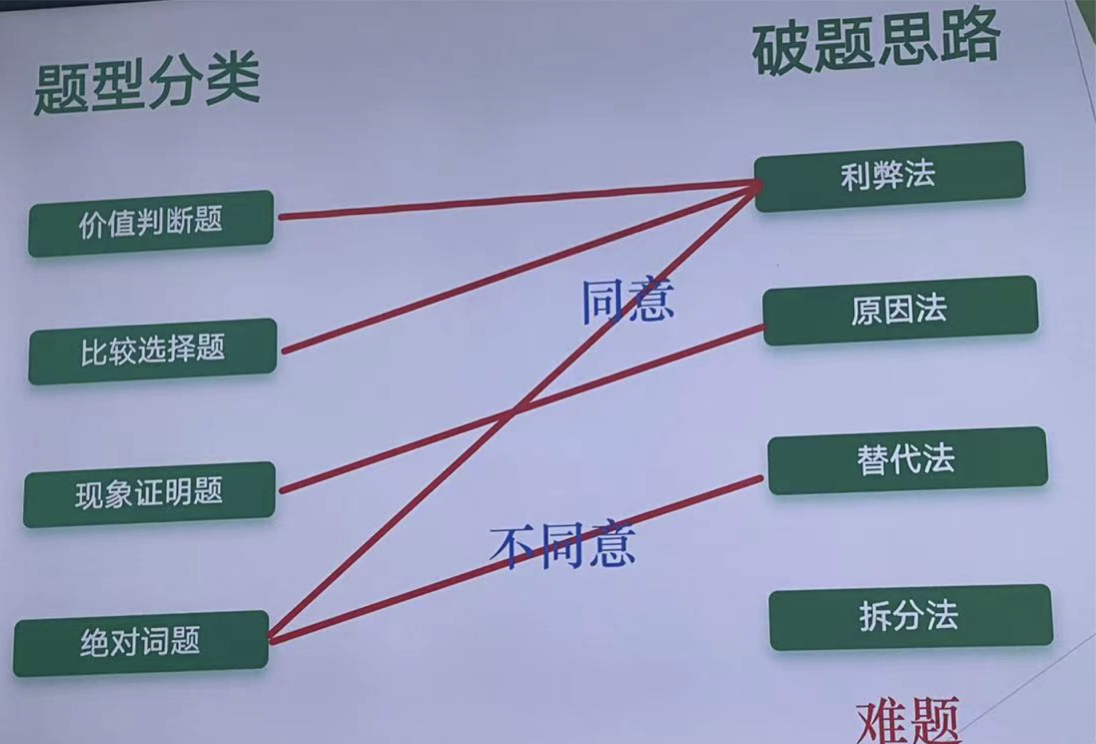 题型分类
破题思路
价值判断题
利弊法
同意
比较选择题
原因法
现象证明题
替代法
不同意
绝对词题
拆分法
难题